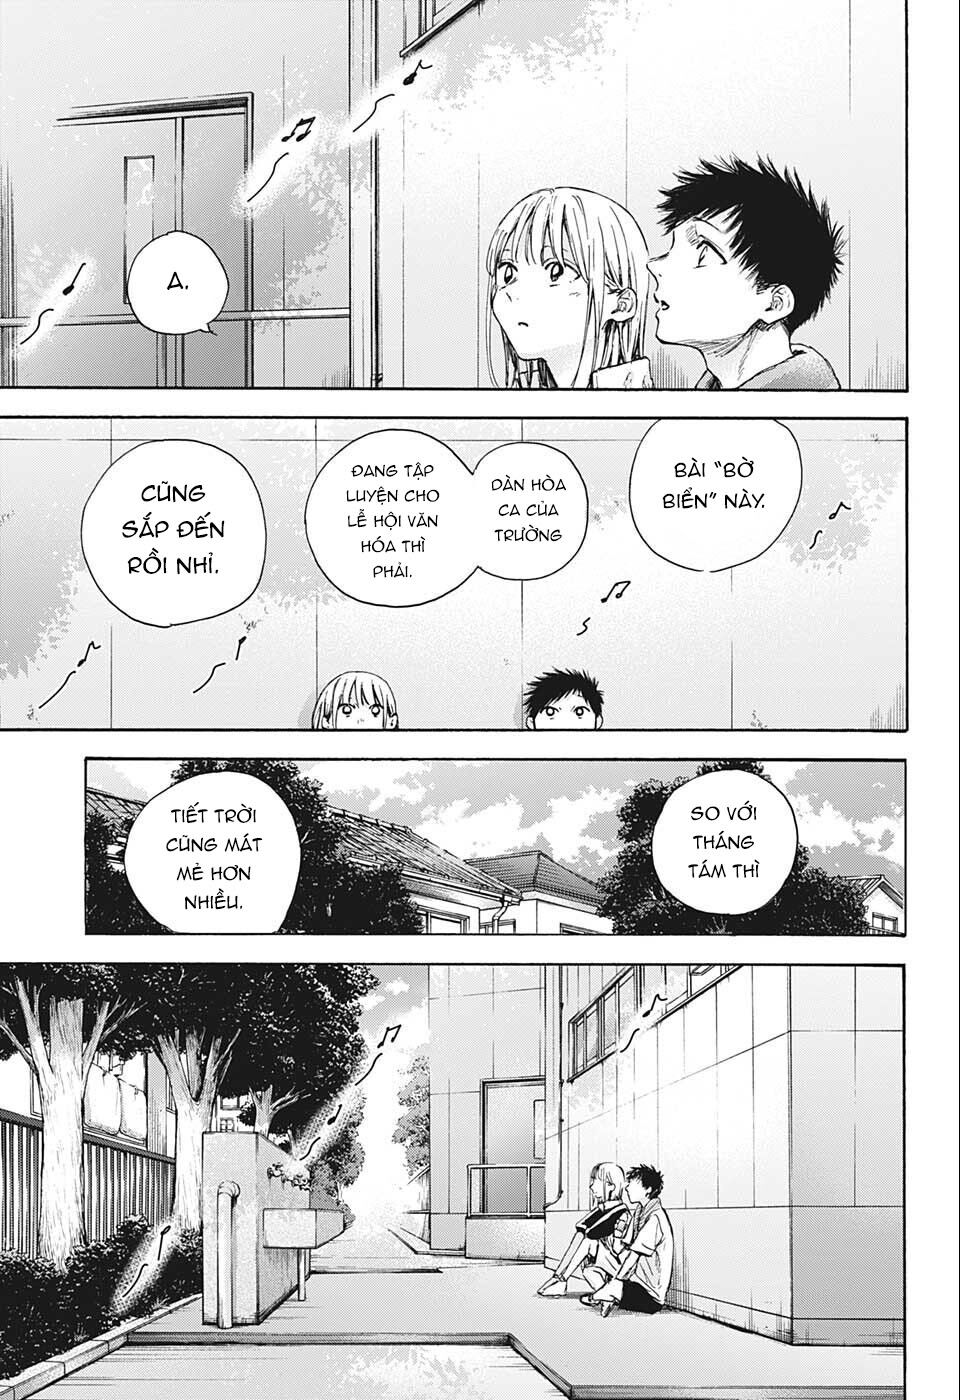 A.
BÀI "BỜ
BIỂN" NÀY.
DÀN HÒA
CA CỦA
TRƯỜNG
ĐANG TẬP
LUYỆN CHO
LỄ HỘI VĂN
HÓA THÌ
PHẢI.
CŨNG
SẮP ĐẾN
RỒI NHỈ.
SO VỚI
THÁNG
TÁM THÌ
TIẾT TRỜI
CŨNG MÁT
MẺ HƠN
NHIỀU.